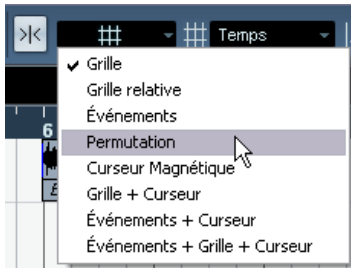 Temps
Grille
Grille relative
Événements
6
Permutation
Curseur Magnétique
Grille + Curseur
Événements + Curseur
Événements + Grille + Curseur